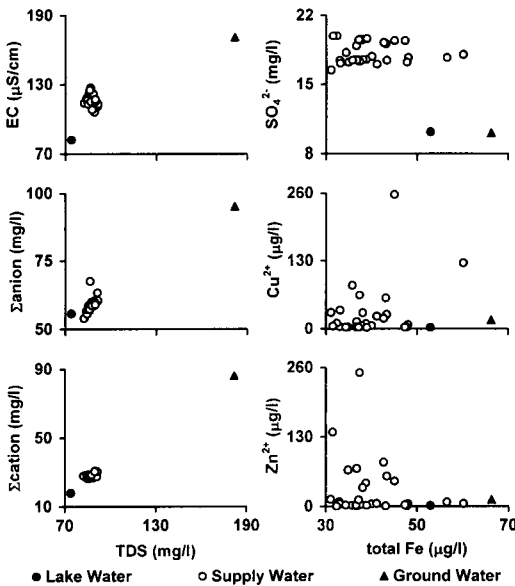 190
130
70
EC (µS/cm)
22
15
8
SO₄²⁻ (mg/l)
100
75
50
Σanion (mg/l)
260
130
0
Cu²⁺ (µg/l)
90
50
10
Σcation (mg/l)
70
130
190
TDS (mg/l)
260
130
0
Zn²⁺ (µg/l)
30
50
70
total Fe (µg/l)
● Lake Water ○ Supply Water ▲ Ground Water